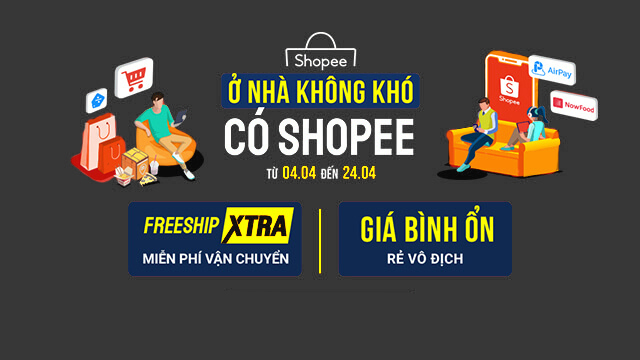 Shopee
Ở NHÀ KHÔNG KHÓ
CÓ SHOPEE
TỪ 04.04 ĐẾN 24.04
AirPay
Shopee
NowFood
FREESHIP XTRA
MIỄN PHÍ VẬN CHUYỂN
GIÁ BÌNH ỔN
RẺ VÔ ĐỊCH